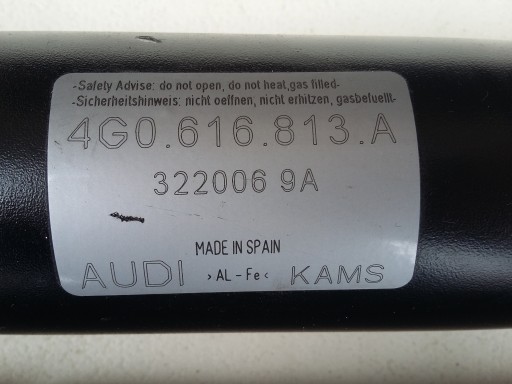 -Safety Advise: do not open, do not heat,gas filled-
-Sicherheitshinweis: nicht oeffnen, nicht erhitzen, gasbefuellt-
4G0.616.813.A
322006 9A
MADE IN SPAIN
AUDI >AL-Fe< KAMS